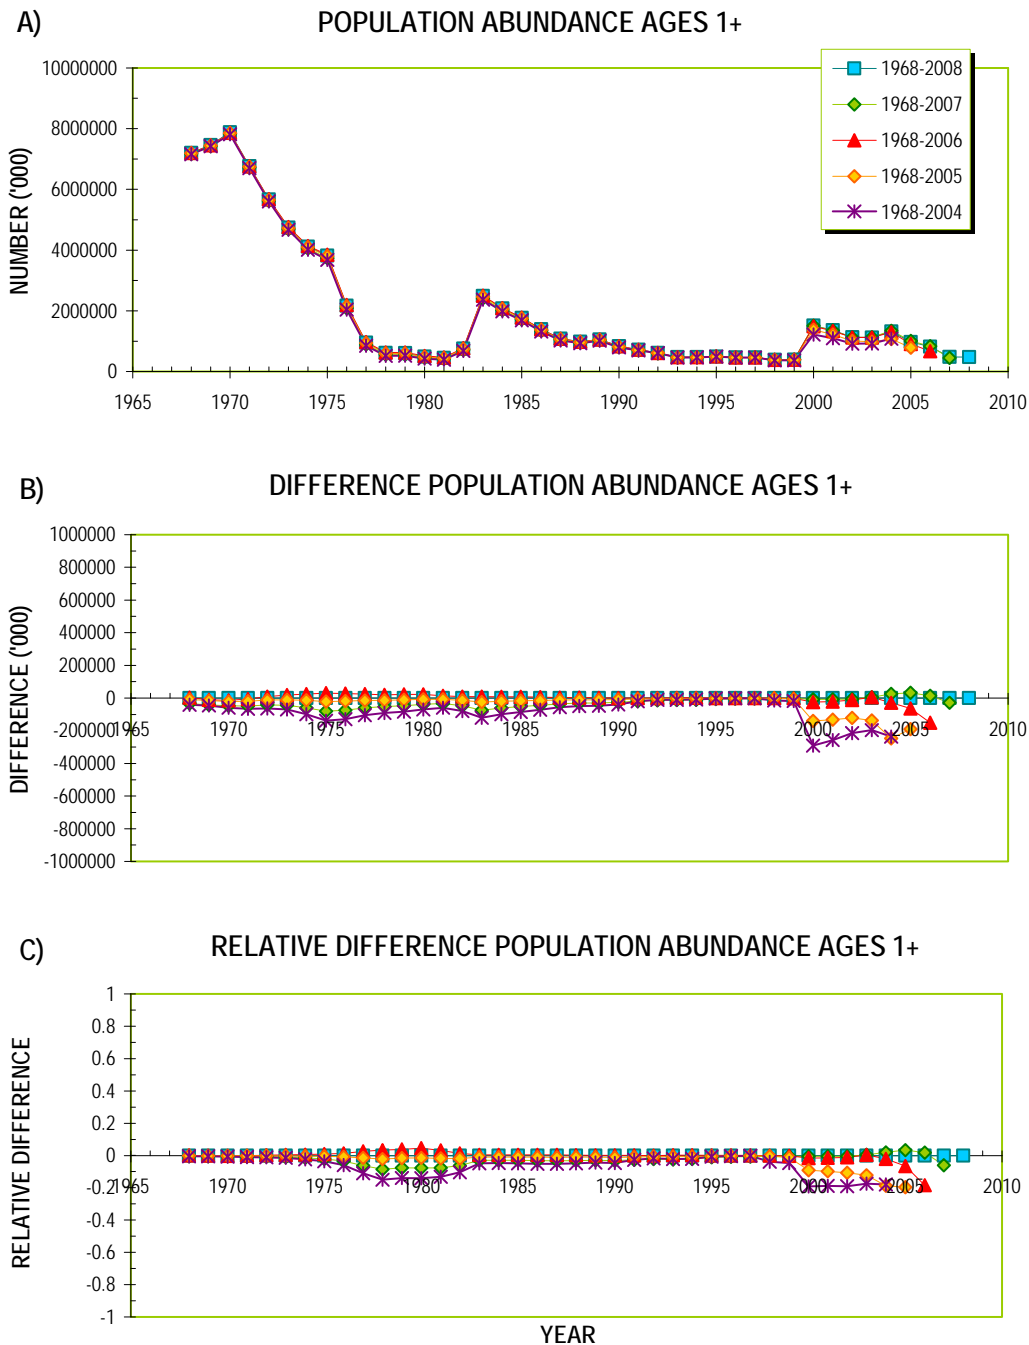 A)
POPULATION ABUNDANCE AGES 1+
10000000
8000000
6000000
4000000
2000000
0
NUMBER ('000)
1965 1970 1975 1980 1985 1990 1995 2000 2005 2010
1968-2008
1968-2007
1968-2006
1968-2005
1968-2004
B)
DIFFERENCE POPULATION ABUNDANCE AGES 1+
1000000
800000
600000
400000
200000
0
-200000
-400000
-600000
-800000
-1000000
DIFFERENCE ('000)
1965 1970 1975 1980 1985 1990 1995 2000 2005 2010
C)
RELATIVE DIFFERENCE POPULATION ABUNDANCE AGES 1+
1
0.8
0.6
0.4
0.2
0
-0.2
-0.4
-0.6
-0.8
-1
RELATIVE DIFFERENCE
1965 1970 1975 1980 1985 1990 1995 2000 2005 2010
YEAR